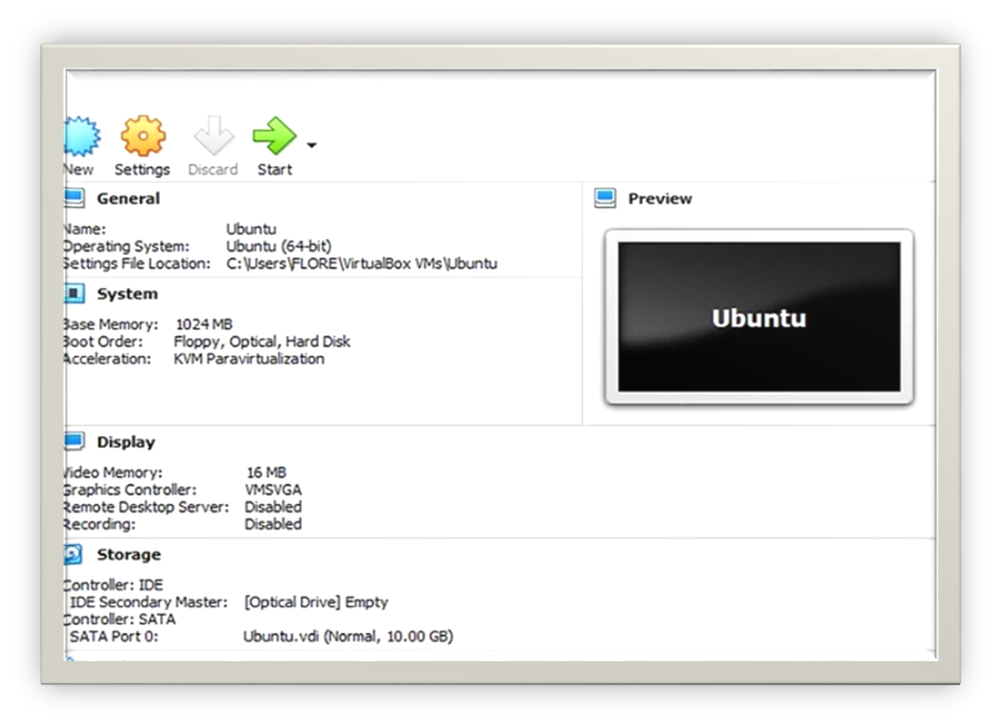 New Settings Discard Start
General
Name: Ubuntu
Operating System: Ubuntu (64-bit)
Settings File Location: C:\Users\FLORE\VirtualBox VMs\Ubuntu
Preview
Ubuntu
System
Base Memory: 1024 MB
Boot Order: Floppy, Optical, Hard Disk
Acceleration: KVM Paravirtualization
Display
Video Memory: 16 MB
Graphics Controller: VMSVGA
Remote Desktop Server: Disabled
Recording: Disabled
Storage
Controller: IDE
IDE Secondary Master: [Optical Drive] Empty
Controller: SATA
SATA Port 0: Ubuntu.vdi (Normal, 10.00 GB)